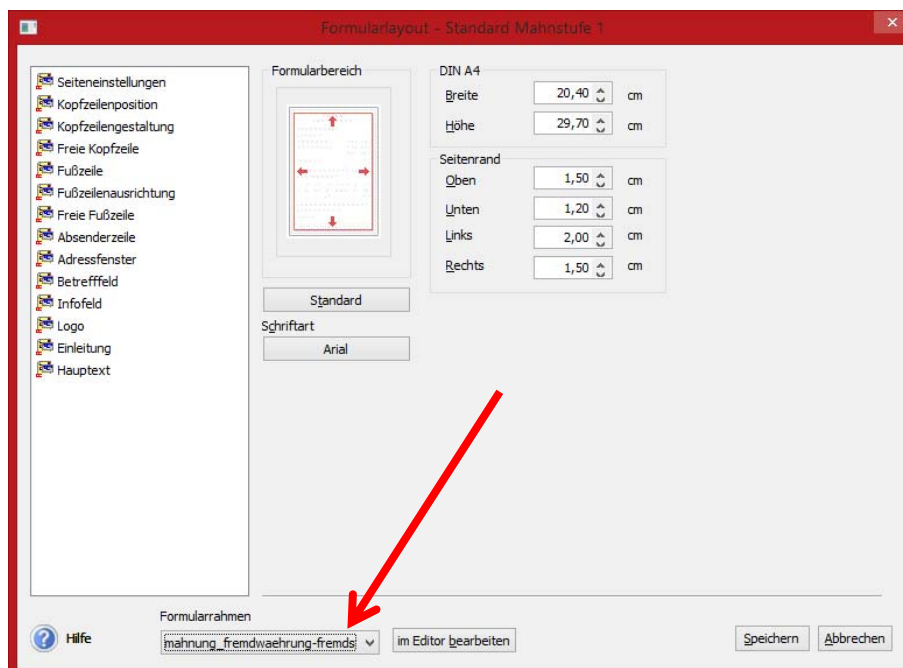 Formularlayout - Standard Mahnstufe 1
Seiteneinstellungen
Kopfzeilenposition
Kopfzeilengestaltung
Freie Kopfzeile
Fußzeile
Fußzeilenausrichtung
Freie Fußzeile
Absenderzeile
Adressfenster
Betrefffeld
Infofeld
Logo
Einleitung
Haupttext
Formularbereich
Standard
Schriftart
Arial
DIN A4
Breite 20,40 cm
Höhe 29,70 cm
Seitenrand
Oben 1,50 cm
Unten 1,20 cm
Links 2,00 cm
Rechts 1,50 cm
Formularrahmen
Hilfe mahnung_fremdwaehrung-fremds im Editor bearbeiten Speichern Abbrechen